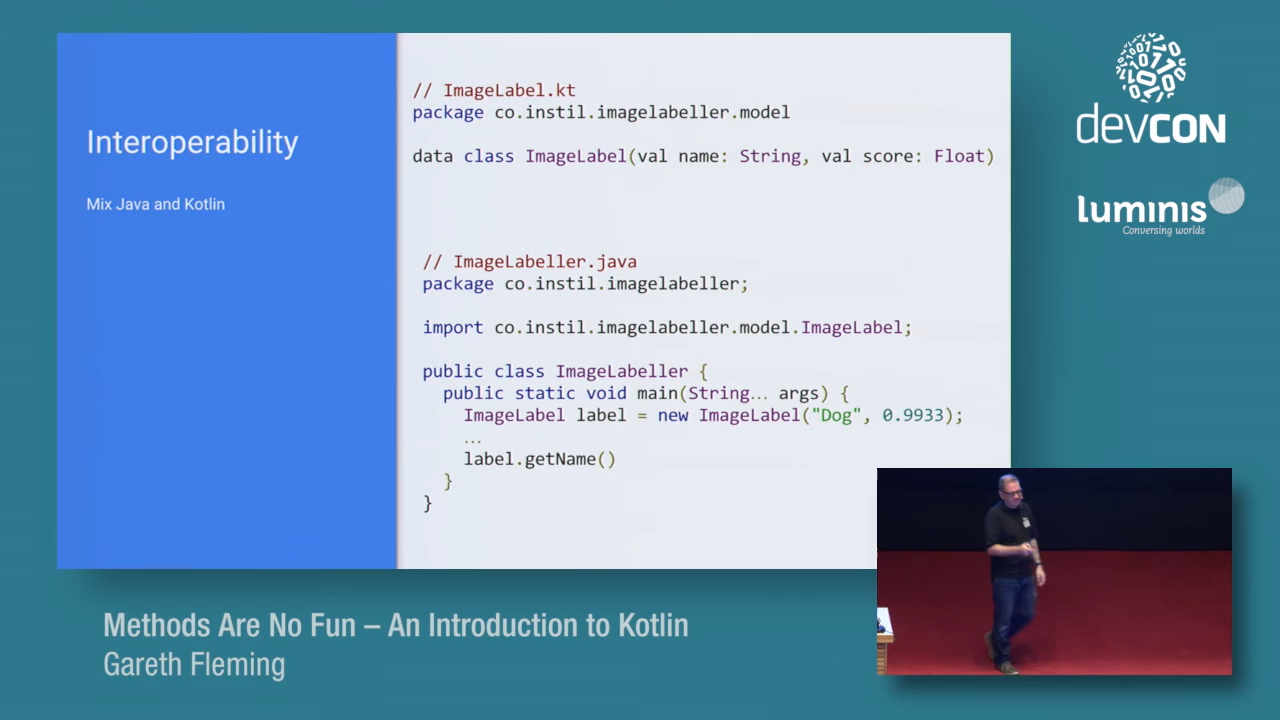 Interoperability
Mix Java and Kotlin
// ImageLabel.kt
package co.instil.imagelabeller.model
data class ImageLabel(val name: String, val score: Float)
// ImageLabeller.java
package co.instil.imagelabeller;
import co.instil.imagelabeller.model.ImageLabel;
public class ImageLabeller {
public static void main(String… args) {
ImageLabel label = new ImageLabel("Dog", 0.9933);
…
label.getName()
}
}
devCON
luminis
Conversing worlds
Methods Are No Fun – An Introduction to Kotlin
Gareth Fleming